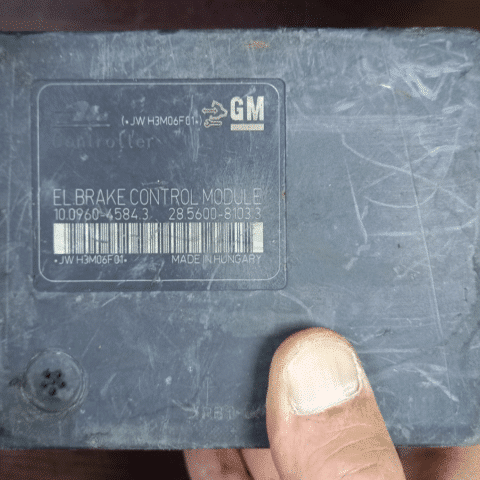 (•JW H3M06F01•) GM
Controller
EL.BRAKE CONTROL MODULE
10.0960-4584.3 28.5600-8103.3
•JW H3M06F01•
MADE IN HUNGARY